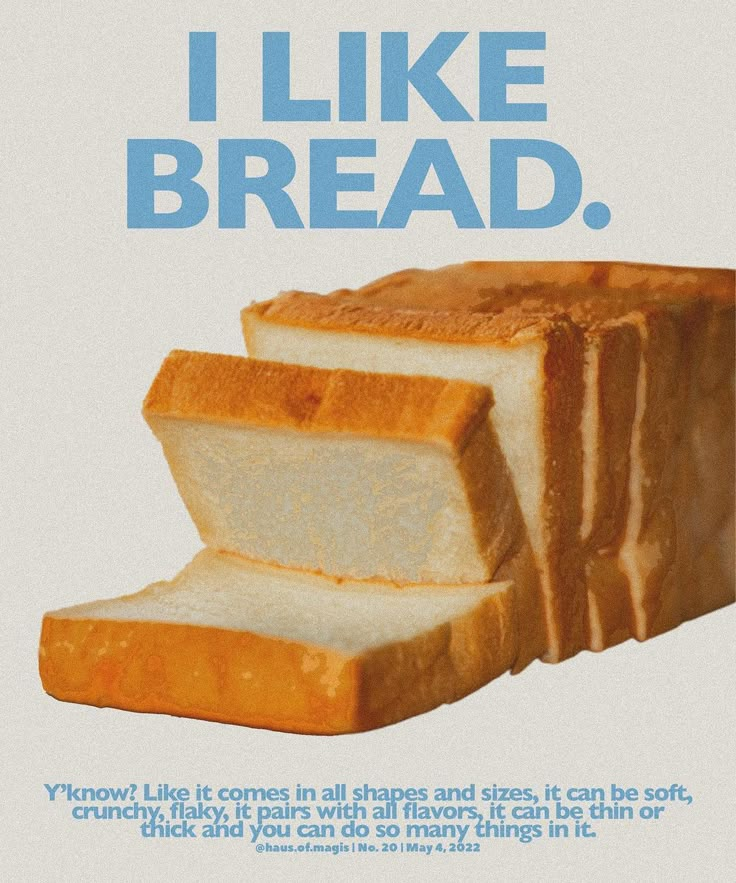 I LIKE
BREAD.
Y'know? Like it comes in all shapes and sizes, it can be soft,
crunchy, flaky, it pairs with all flavors, it can be thin or
thick and you can do so many things in it.
@haus.of.magis | No. 20 | May 4, 2022